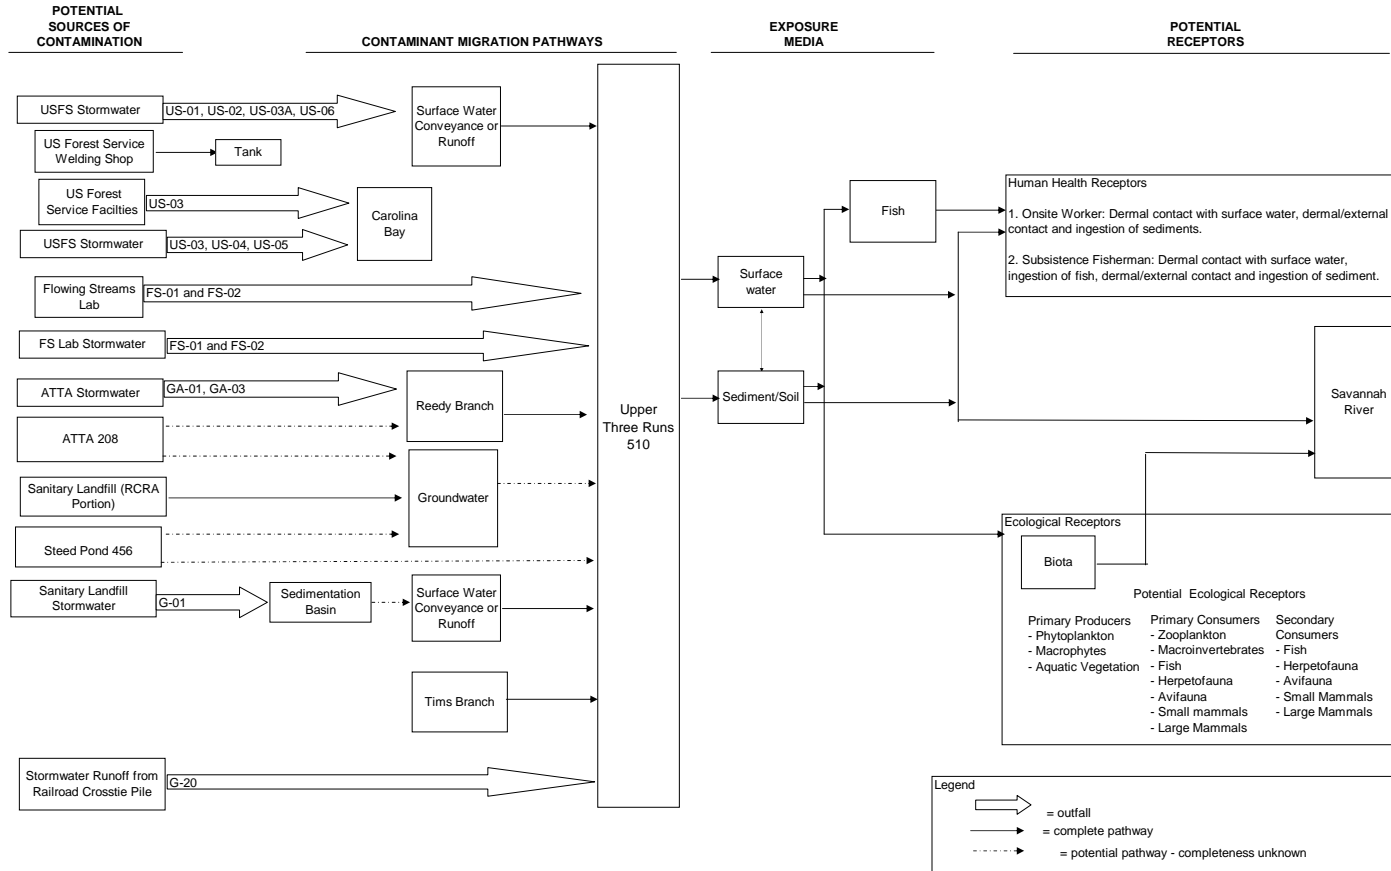 POTENTIAL
SOURCES OF
CONTAMINATION
CONTAMINANT MIGRATION PATHWAYS
EXPOSURE
MEDIA
POTENTIAL
RECEPTORS
USFS Stormwater
US-01, US-02, US-03A, US-06
Surface Water
Conveyance or
Runoff
US Forest Service
Welding Shop
Tank
US Forest
Service Facilties
US-03
Carolina
Bay
USFS Stormwater
US-03, US-04, US-05
Flowing Streams
Lab
FS-01 and FS-02
FS Lab Stormwater
FS-01 and FS-02
ATTA Stormwater
GA-01, GA-03
Reedy Branch
ATTA 208
Sanitary Landfill (RCRA
Portion)
Groundwater
Steed Pond 456
Sanitary Landfill
Stormwater
G-01
Sedimentation
Basin
Surface Water
Conveyance or
Runoff
Tims Branch
Stormwater Runoff from
Railroad Crosstie Pile
G-20
Upper
Three Runs
510
Surface
water
Sediment/Soil
Fish
Human Health Receptors
1. Onsite Worker: Dermal contact with surface water, dermal/external
contact and ingestion of sediments.
2. Subsistence Fisherman: Dermal contact with surface water,
ingestion of fish, dermal/external contact and ingestion of sediment.
Savannah
River
Ecological Receptors
Biota
Potential Ecological Receptors
Primary Producers
- Phytoplankton
- Macrophytes
- Aquatic Vegetation
Primary Consumers
- Zooplankton
- Macroinvertebrates
- Fish
- Herpetofauna
- Avifauna
- Small mammals
- Large Mammals
Secondary
Consumers
- Fish
- Herpetofauna
- Avifauna
- Small Mammals
- Large Mammals
Legend
= outfall
= complete pathway
= potential pathway - completeness unknown